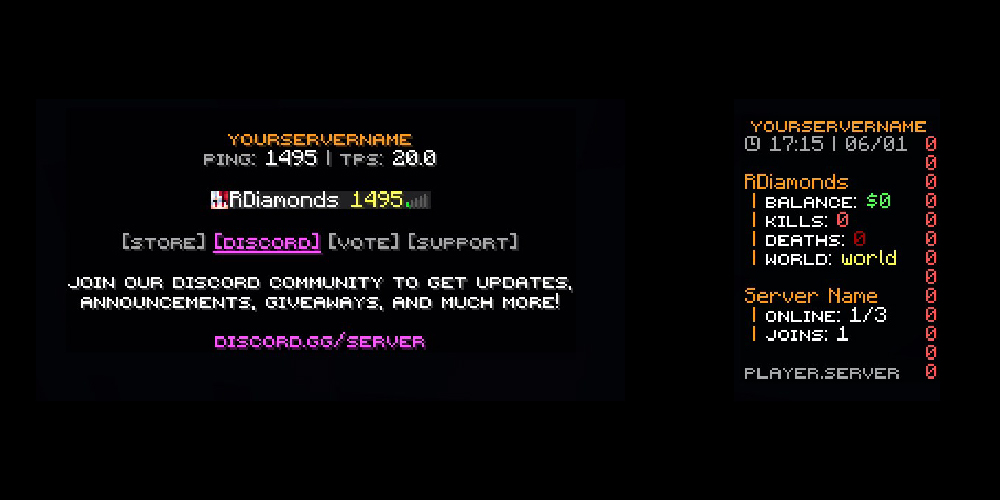 YOURSERVERNAME
PING: 1495 | TPS: 20.0
RDiamonds 1495
[STORE] [DISCORD] [VOTE] [SUPPORT]
JOIN OUR DISCORD COMMUNITY TO GET UPDATES,
ANNOUNCEMENTS, GIVEAWAYS, AND MUCH MORE!
DISCORD.GG/SERVER
YOURSERVERNAME
17:15 | 06/01 0
0
RDiamonds 0
| BALANCE: $0 0
| KILLS: 0 0
| DEATHS: 0 0
| WORLD: world 0
0
Server Name 0
| ONLINE: 1/3 0
| JOINS: 1 0
0
PLAYER.SERVER 0